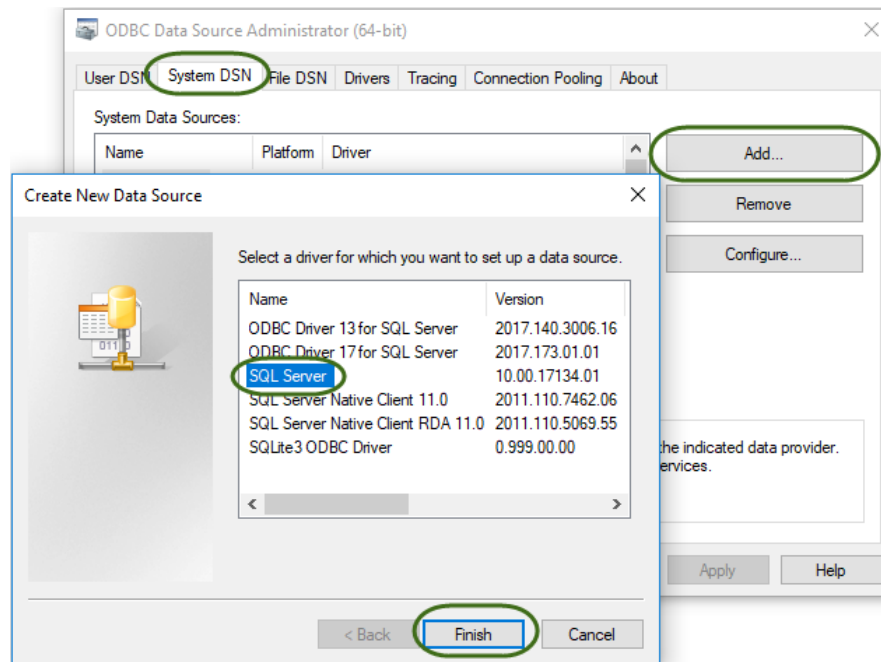 ODBC Data Source Administrator (64-bit)
User DSN System DSN File DSN Drivers Tracing Connection Pooling About
System Data Sources:
Name Platform Driver
Add...
Remove
Configure...
the indicated data provider.
services.
Apply Help
Create New Data Source
Select a driver for which you want to set up a data source.
Name Version
ODBC Driver 13 for SQL Server 2017.140.3006.16
ODBC Driver 17 for SQL Server 2017.173.01.01
SQL Server 10.00.17134.01
SQL Server Native Client 11.0 2011.110.7462.06
SQL Server Native Client RDA 11.0 2011.110.5069.55
SQLite3 ODBC Driver 0.999.00.00
< Back Finish Cancel